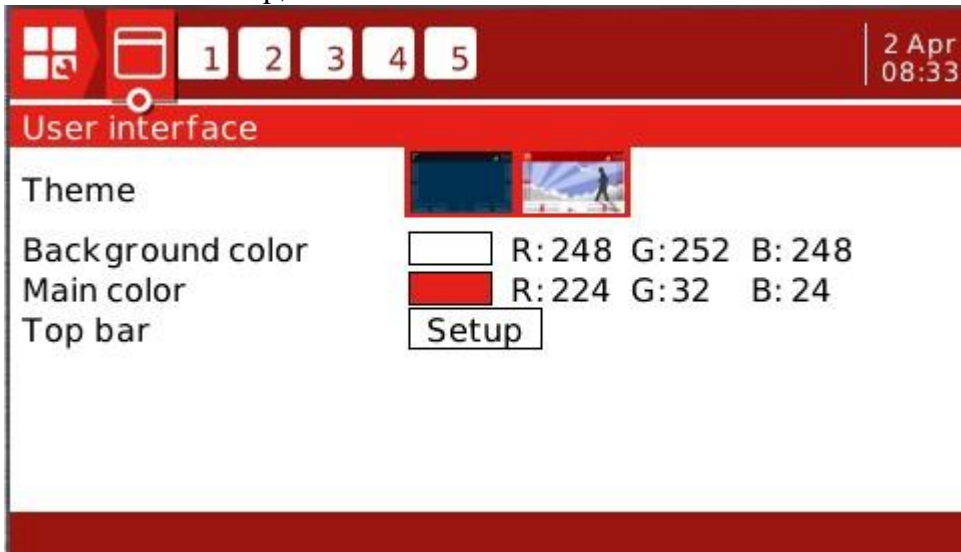 1 2 3 4 5
2 Apr
08:33
User interface
Theme
Background color R: 248 G: 252 B: 248
Main color R: 224 G: 32 B: 24
Top bar Setup